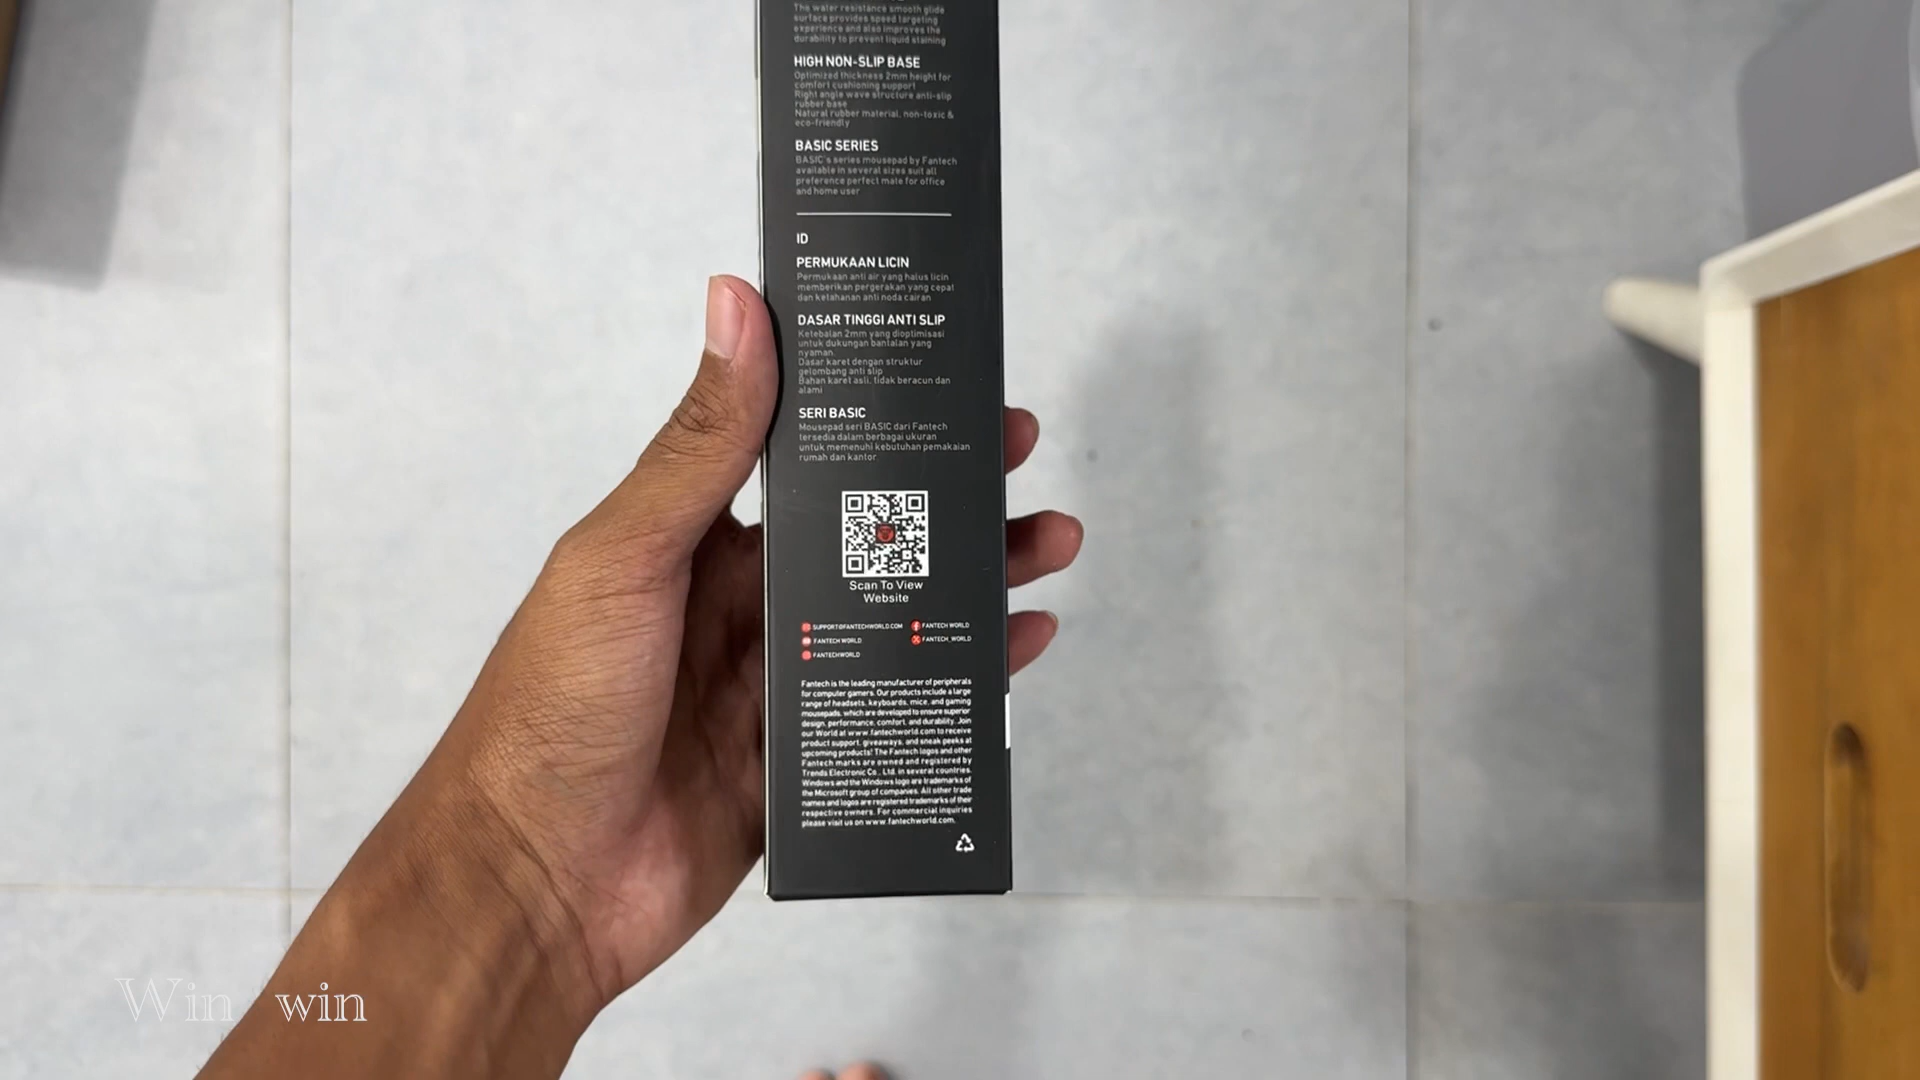 The water resistance smooth glide
surface provides speed targeting
experience and also improves the
durability to prevent liquid staining
HIGH NON-SLIP BASE
Optimized thickness 2mm height for
comfort cushioning support
Right angle wave structure anti-slip
rubber base
Natural rubber material, non-toxic &
eco-friendly
BASIC SERIES
BASIC's series mousepad by Fantech
available in several sizes suit all
preference perfect mate for office
and home user
ID
PERMUKAAN LICIN
Permukaan anti air yang halus licin
memberikan pergerakan yang cepat
dan ketahanan anti noda cairan
DASAR TINGGI ANTI SLIP
Ketebalan 2mm yang dioptimisasi
untuk dukungan bantalan yang
nyaman.
Dasar karet dengan struktur
gelombang anti slip
Bahan karet asli, tidak beracun dan
alami
SERI BASIC
Mousepad seri BASIC dari Fantech
tersedia dalam berbagai ukuran
untuk memenuhi kebutuhan pemakaian
rumah dan kantor
Scan To View
Website
SUPPORT@FANTECHWORLD.COM
FANTECH WORLD
FANTECH WORLD
FANTECH_WORLD
FANTECHWORLD
Fantech is the leading manufacturer of peripherals
for computer gamers. Our products include a large
range of headsets, keyboards, mice, and gaming
mousepads, which are developed to ensure superior
design, performance, comfort, and durability. Join
our World at www.fantechworld.com to receive
product support, giveaways, and sneak peeks at
upcoming products! The Fantech logos and other
Fantech marks are owned and registered by
Trends Electronic Co., Ltd. in several countries.
Windows and the Windows logo are trademarks of
the Microsoft group of companies. All other trade
names and logos are registered trademarks of their
respective owners. For commercial inquiries
please visit us on www.fantechworld.com.
Win win